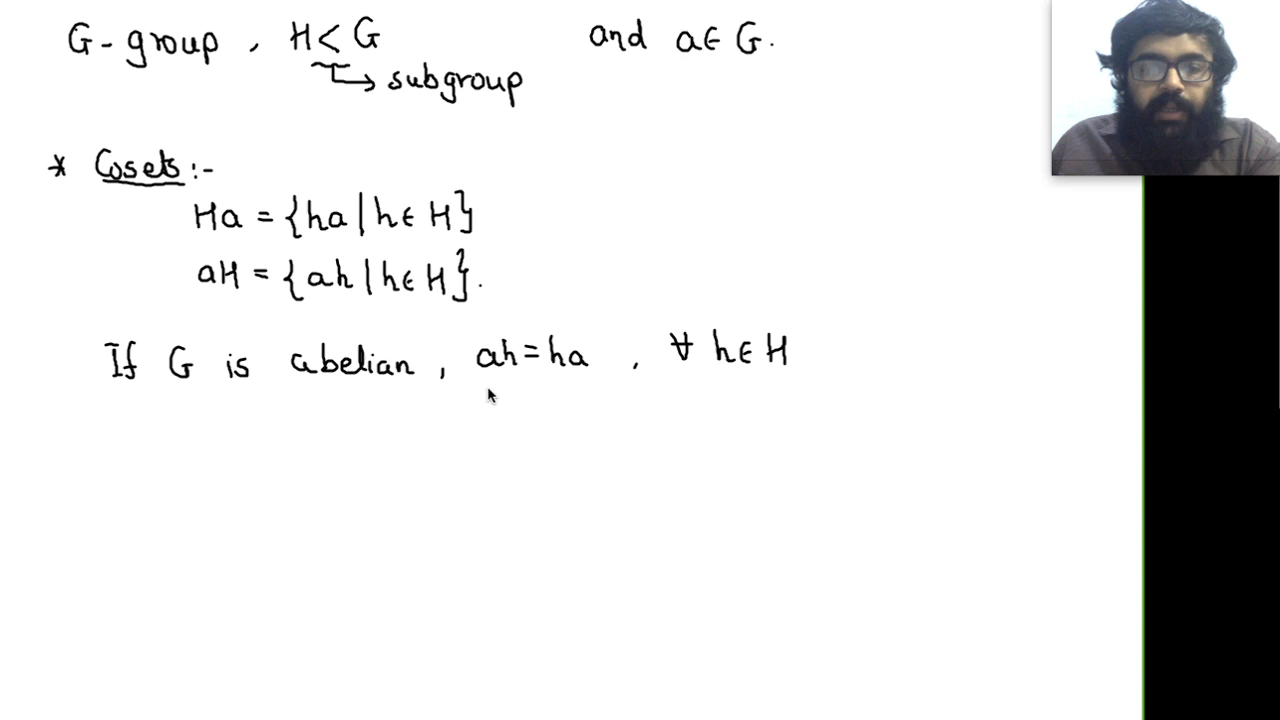 G - group , H < G and a ∈ G.
↳ subgroup
* Cosets :-
Ha = {ha | h ∈ H}
aH = {ah | h ∈ H}.
If G is abelian , ah = ha , ∀ h ∈ H